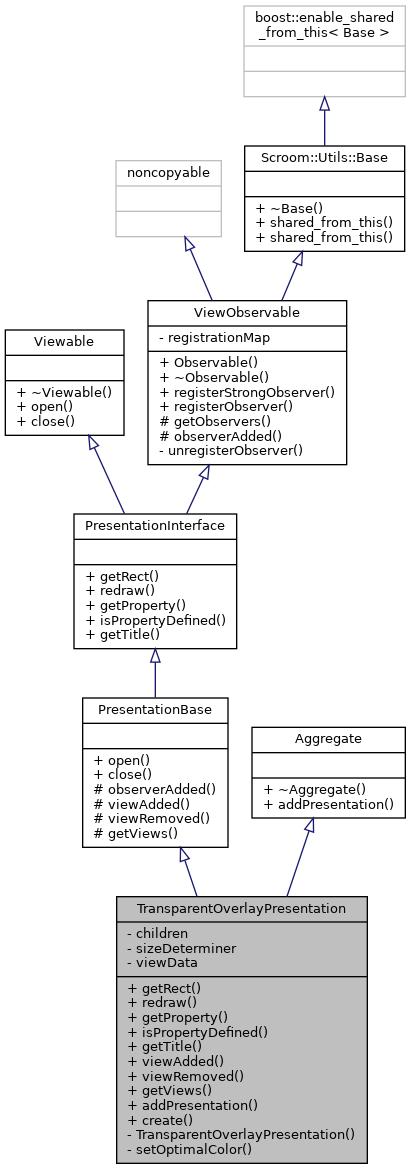 boost::enable_shared
_from_this< Base >
noncopyable
Scroom::Utils::Base
+ ~Base()
+ shared_from_this()
+ shared_from_this()
Viewable
+ ~Viewable()
+ open()
+ close()
ViewObservable
- registrationMap
+ Observable()
+ ~Observable()
+ registerStrongObserver()
+ registerObserver()
# getObservers()
# observerAdded()
- unregisterObserver()
PresentationInterface
+ getRect()
+ redraw()
+ getProperty()
+ isPropertyDefined()
+ getTitle()
PresentationBase
+ open()
+ close()
# observerAdded()
# viewAdded()
# viewRemoved()
# getViews()
Aggregate
+ ~Aggregate()
+ addPresentation()
TransparentOverlayPresentation
- children
- sizeDeterminer
- viewData
+ getRect()
+ redraw()
+ getProperty()
+ isPropertyDefined()
+ getTitle()
+ viewAdded()
+ viewRemoved()
+ getViews()
+ addPresentation()
+ create()
- TransparentOverlayPresentation()
- setOptimalColor()